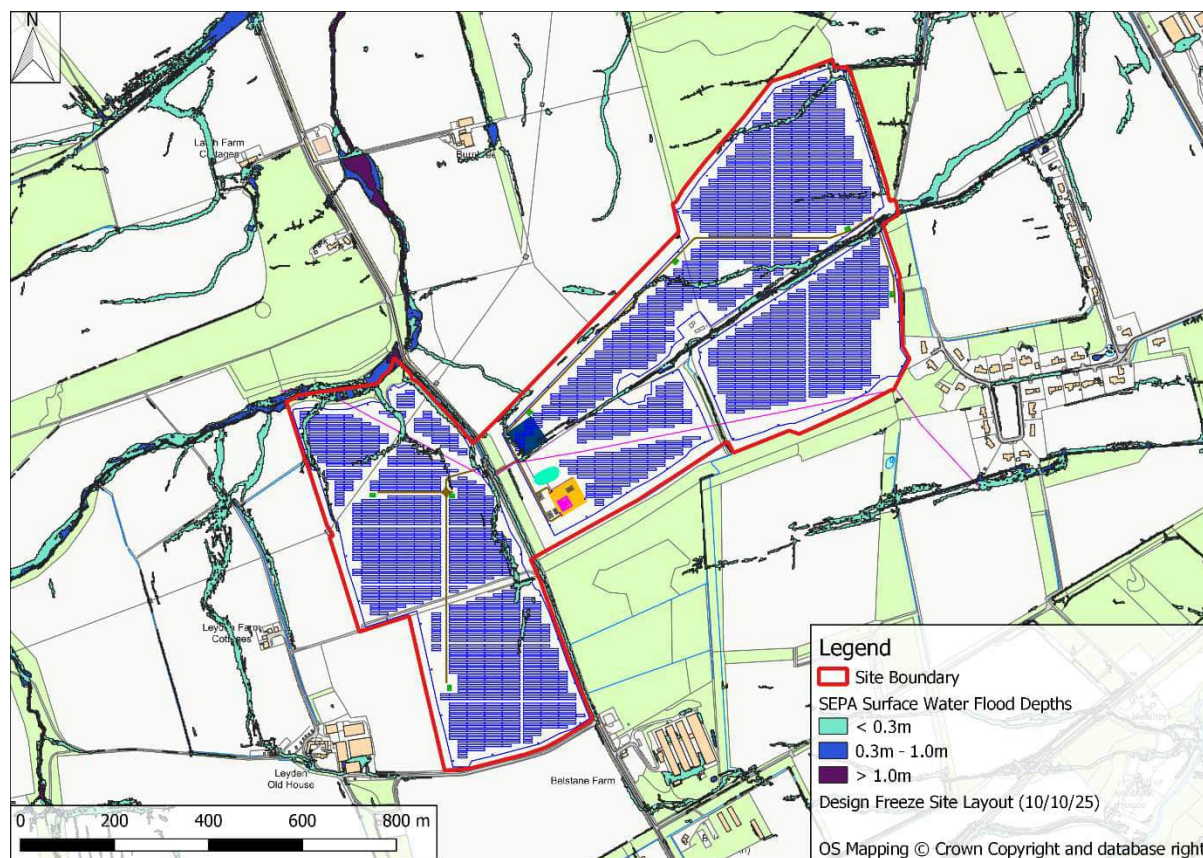 N
Farm
Cottages
Leyden Farm
Cottages
Leyden
Old House
Belstane Farm
0 200 400 600 800 m
Legend
Site Boundary
SEPA Surface Water Flood Depths
< 0.3m
0.3m - 1.0m
> 1.0m
Design Freeze Site Layout (10/10/25)
OS Mapping © Crown Copyright and database right